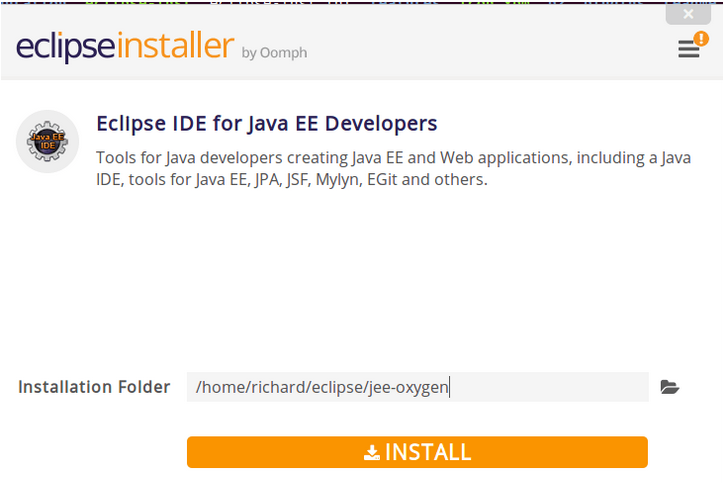 eclipseinstaller by Oomph
!
Java EE
IDE
Eclipse IDE for Java EE Developers
Tools for Java developers creating Java EE and Web applications, including a Java
IDE, tools for Java EE, JPA, JSF, Mylyn, EGit and others.
Installation Folder /home/richard/eclipse/jee-oxygen
INSTALL